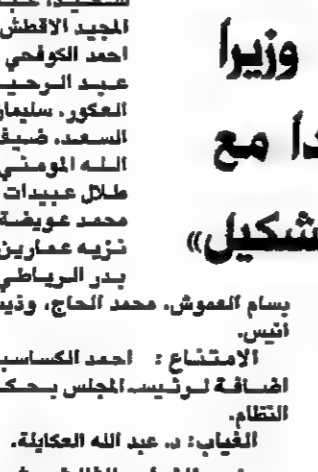 المجيد الاقطش
احمد الكوفحي
عبد الرحيم
العكور، سليمان
السعد، ضيف
الله المومني
طلال عبيدات
محمد عويضة
نزيه عمارين
بدر الرياطي
بسام العموش، محمد الحاج، وذيب
انيس.
الامتناع : احمد الكساسبة
اضافة لرئيس المجلس بحكم
النظام.
الغياب: د. عبد الله العكايلة.
وزيراً
مع
شكيل»